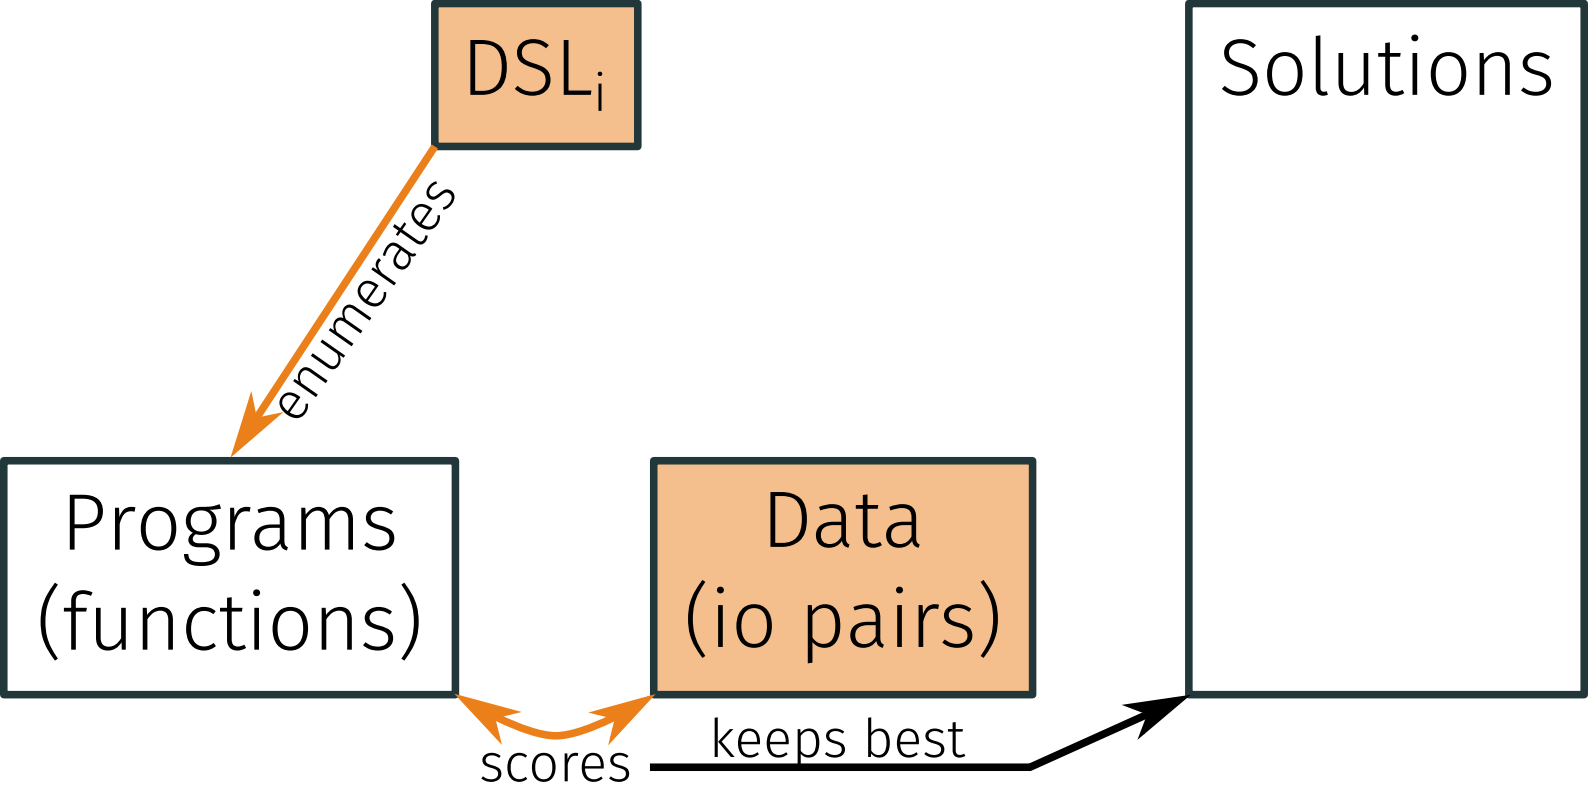 DSLi
Solutions
enumerates
Programs
(functions)
Data
(io pairs)
scores
keeps best